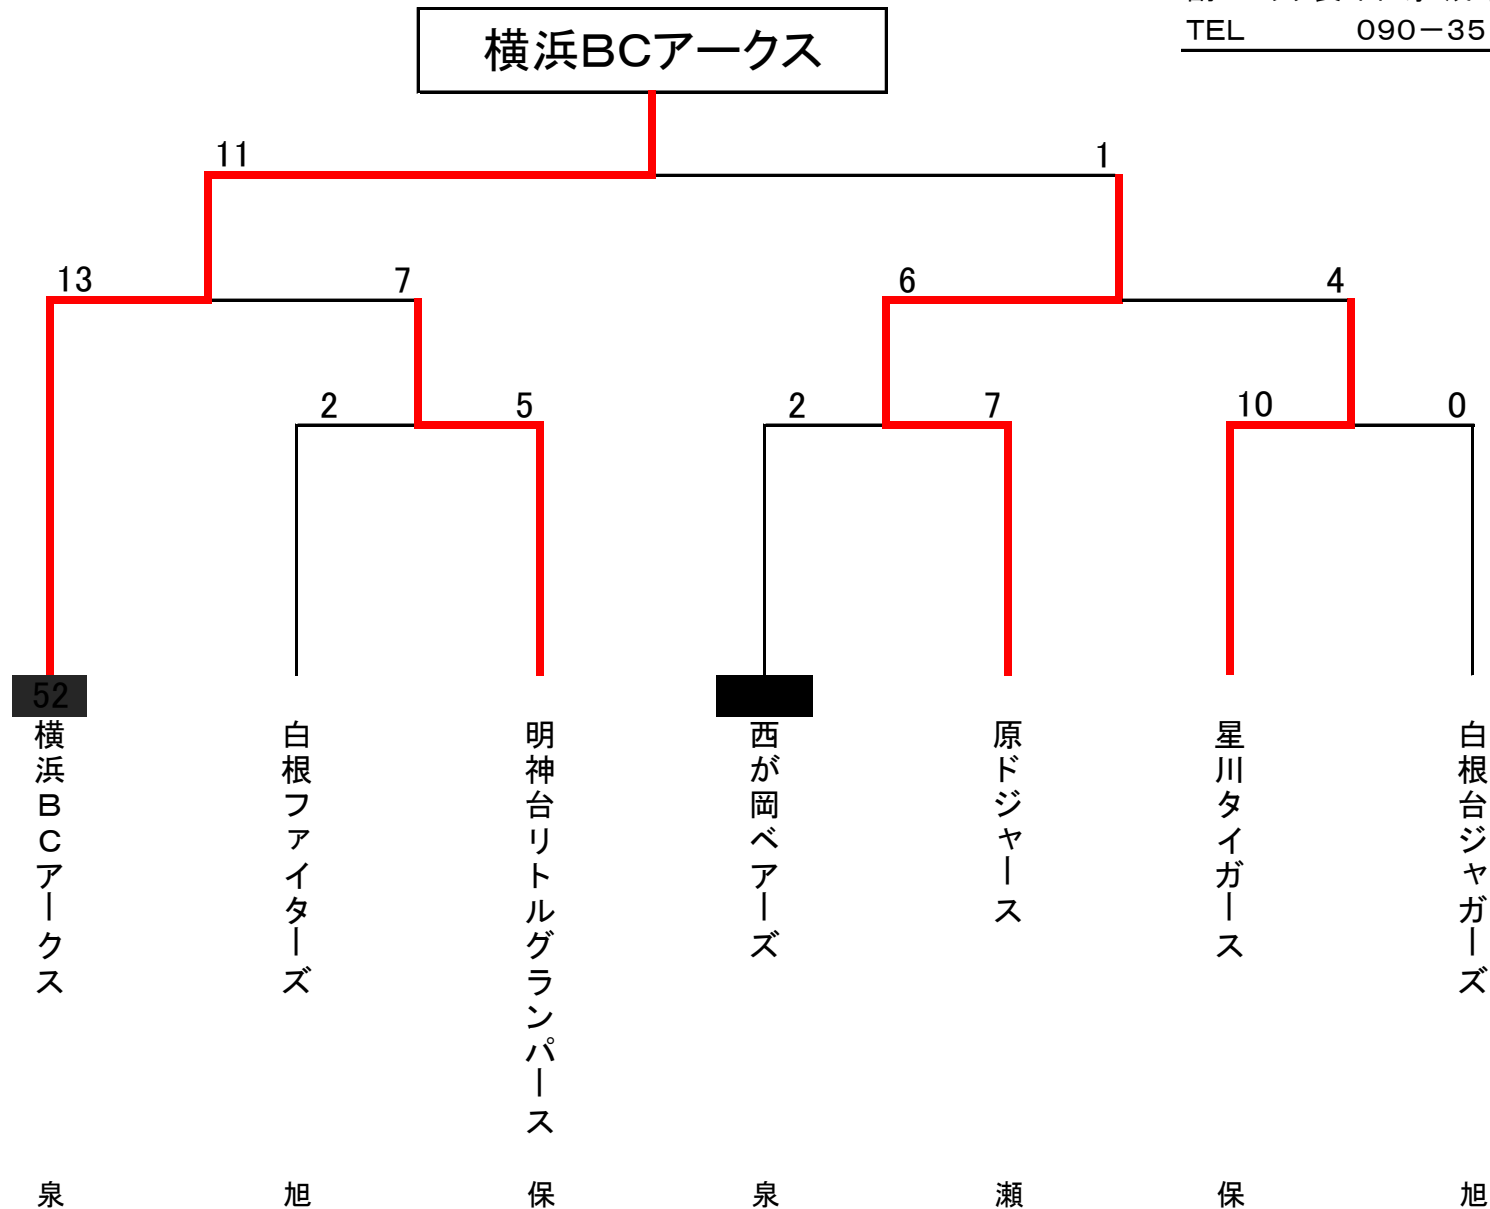 TEL 090－35
横浜BCアークス
11 1
13 7 6 4
2 5 2 7 10 0
52
横浜BCアークス
白根ファイターズ
明神台リトルグランパース
西が岡ベアーズ
原ドジャース
星川タイガース
白根台ジャガーズ
泉 旭 保 泉 瀬 保 旭